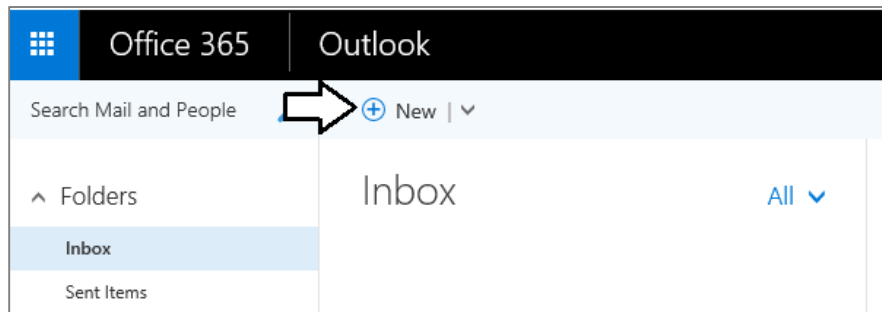 Office 365 Outlook
Search Mail and People
New |
Folders
Inbox
Sent Items
Inbox
All